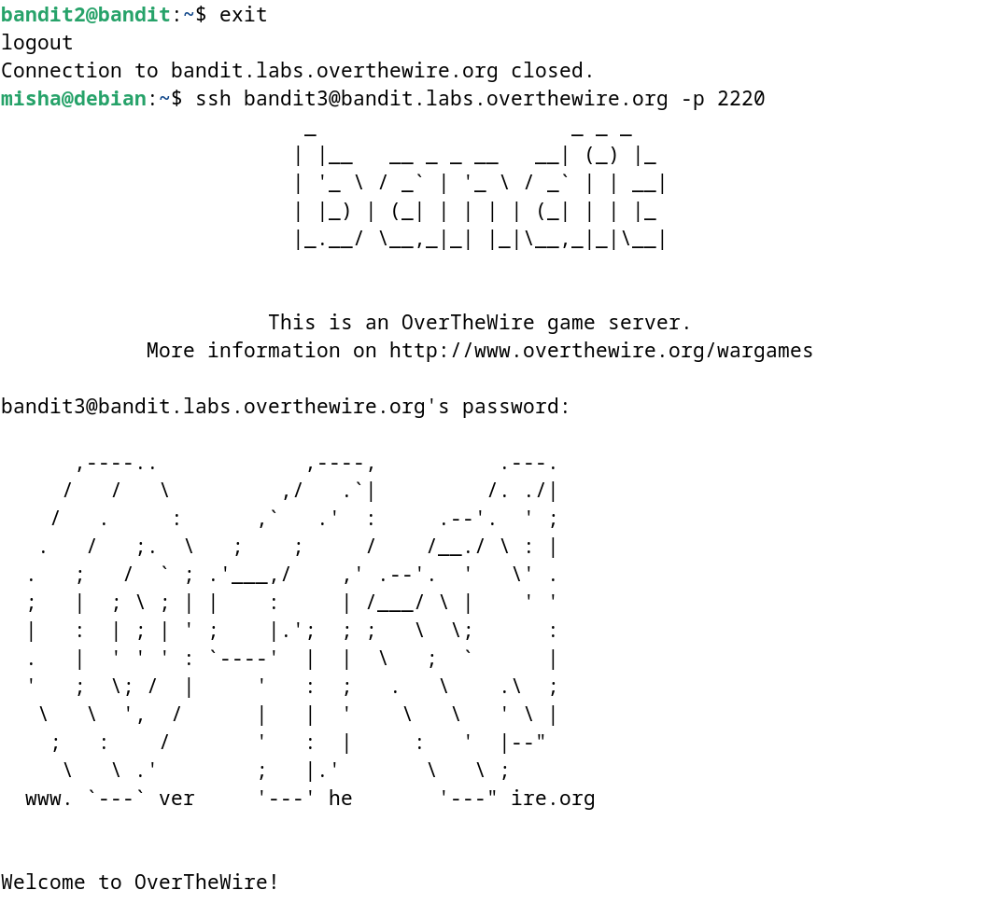 bandit2@bandit:~$ exit
logout
Connection to bandit.labs.overthewire.org closed.
misha@debian:~$ ssh bandit3@bandit.labs.overthewire.org -p 2220
                         _                     _ _ _
                        | |__   __ _ _ __   __| (_) |_
                        | '_ \ / _` | '_ \ / _` | | __|
                        | |_) | (_| | | | | (_| | | |_
                        |_.__/ \__,_|_| |_|\__,_|_|\__|
                      This is an OverTheWire game server.
            More information on http://www.overthewire.org/wargames
bandit3@bandit.labs.overthewire.org's password:
      ,----..            ,----,          .---.
     /   /   \         ,/   .`|         /. ./|
    /   .     :      ,`   .'  :     .--'.  ' ;
   .   /   ;.  \   ;    ;     /    /__./ \ : |
  .   ;   /  ` ; .'___,/    ,' .--'.  '   \' .
  ;   |  ; \ ; | |    :     | /___/ \ |    ' '
  |   :  | ; | ' ;    |.';  ; ;   \  \;      :
  .   |  ' ' ' : `----'  |  |  \   ;  `      |
  '   ;  \; /  |     '   :  ;   .   \    .\  ;
   \   \  ',  /      |   |  '    \   \   ' \ |
    ;   :    /       '   :  |     :   '  |--"
     \   \ .'        ;   |.'       \   \ ;
  www. `---` ver     '---' he       '---" ire.org
Welcome to OverTheWire!